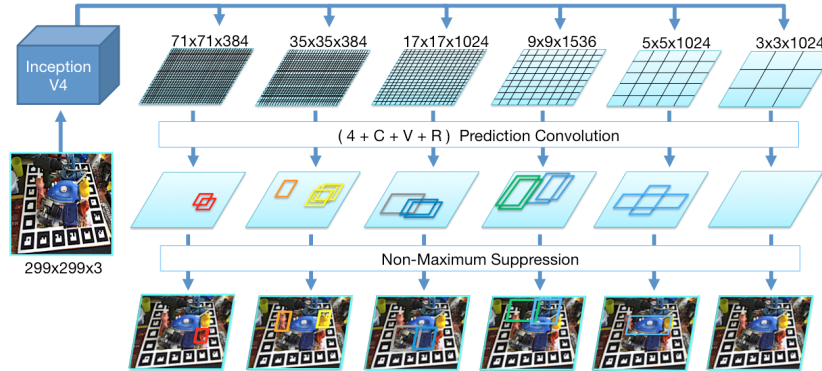 71x71x384
35x35x384
17x17x1024
9x9x1536
5x5x1024
3x3x1024
Inception
V4
( 4 + C + V + R ) Prediction Convolution
299x299x3
Non-Maximum Suppression